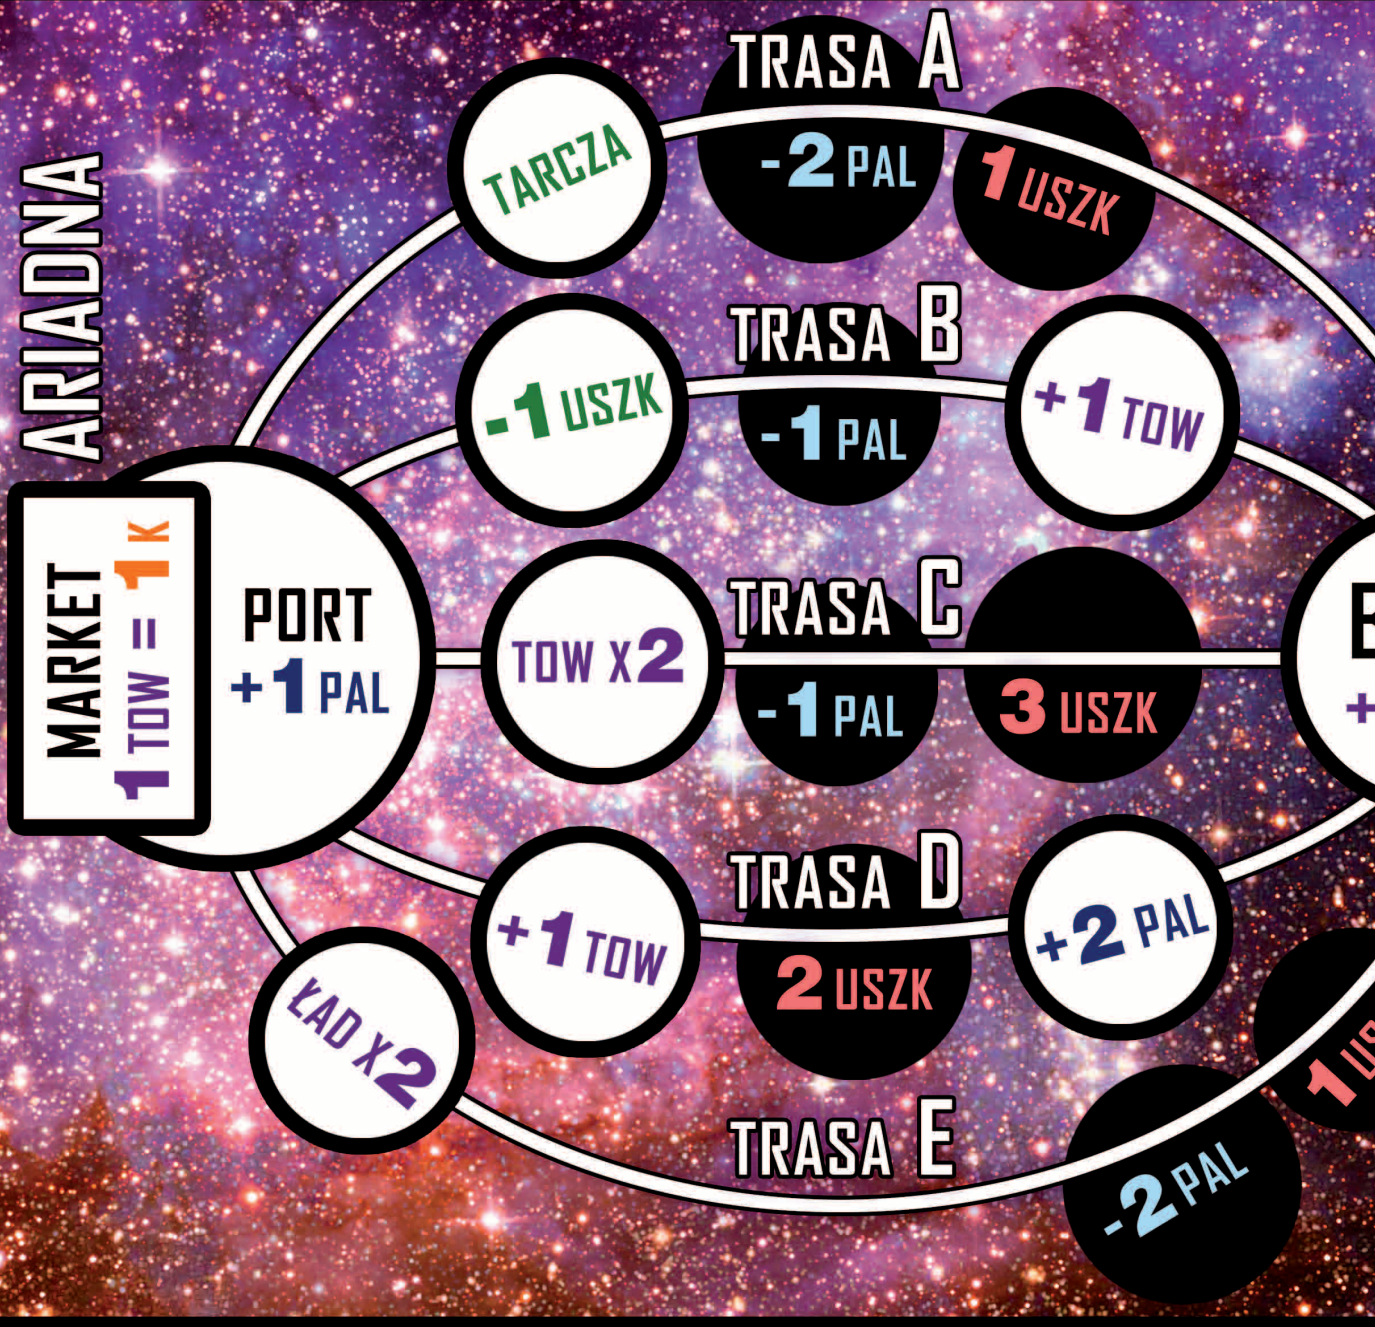 ARIADNA
MARKET
1 TOW = 1 K
PORT
+1 PAL
TRASA A
TARCZA
-2 PAL
1 USZK
TRASA B
-1 USZK
-1 PAL
+1 TOW
TRASA C
TOW X2
-1 PAL
3 USZK
TRASA D
+1 TOW
2 USZK
+2 PAL
TRASA E
ŁAD X2
-2 PAL
1 US
+